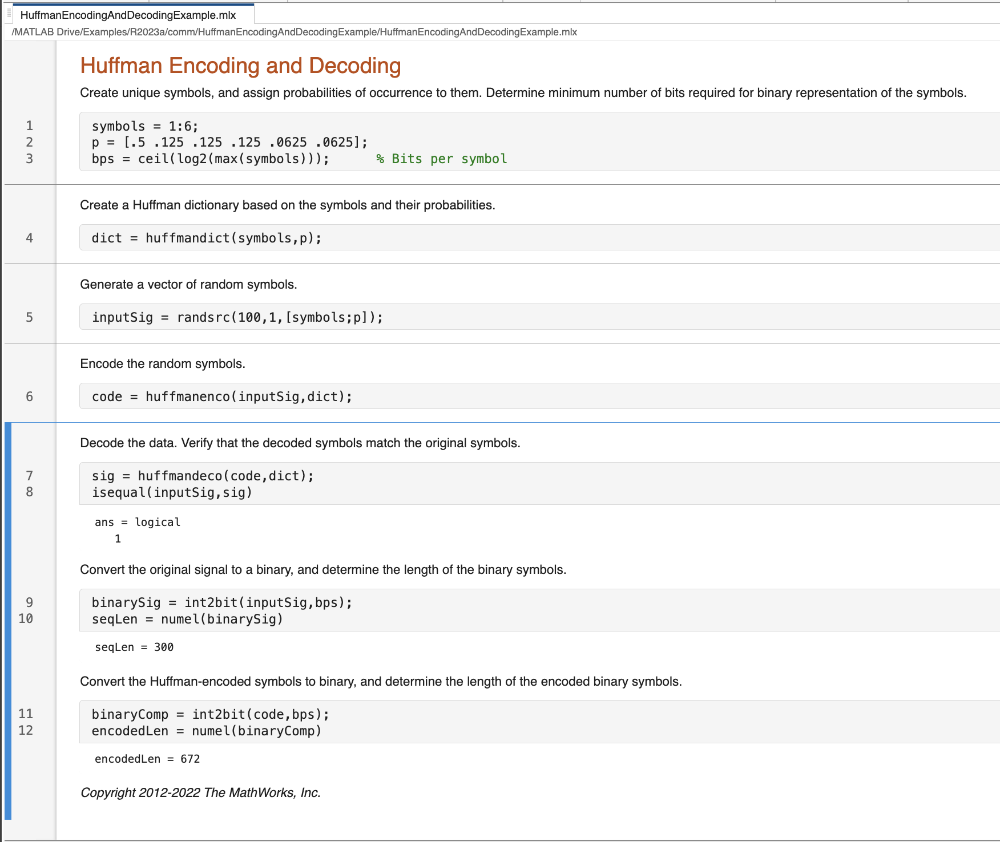 HuffmanEncodingAndDecodingExample.mlx
/MATLAB Drive/Examples/R2023a/comm/HuffmanEncodingAndDecodingExample/HuffmanEncodingAndDecodingExample.mlx
Huffman Encoding and Decoding
Create unique symbols, and assign probabilities of occurrence to them. Determine minimum number of bits required for binary representation of the symbols.
1 symbols = 1:6;
2 p = [.5 .125 .125 .125 .0625 .0625];
3 bps = ceil(log2(max(symbols))); % Bits per symbol
Create a Huffman dictionary based on the symbols and their probabilities.
4 dict = huffmandict(symbols,p);
Generate a vector of random symbols.
5 inputSig = randsrc(100,1,[symbols;p]);
Encode the random symbols.
6 code = huffmanenco(inputSig,dict);
Decode the data. Verify that the decoded symbols match the original symbols.
7 sig = huffmandeco(code,dict);
8 isequal(inputSig,sig)
ans = logical
1
Convert the original signal to a binary, and determine the length of the binary symbols.
9 binarySig = int2bit(inputSig,bps);
10 seqLen = numel(binarySig)
seqLen = 300
Convert the Huffman-encoded symbols to binary, and determine the length of the encoded binary symbols.
11 binaryComp = int2bit(code,bps);
12 encodedLen = numel(binaryComp)
encodedLen = 672
Copyright 2012-2022 The MathWorks, Inc.